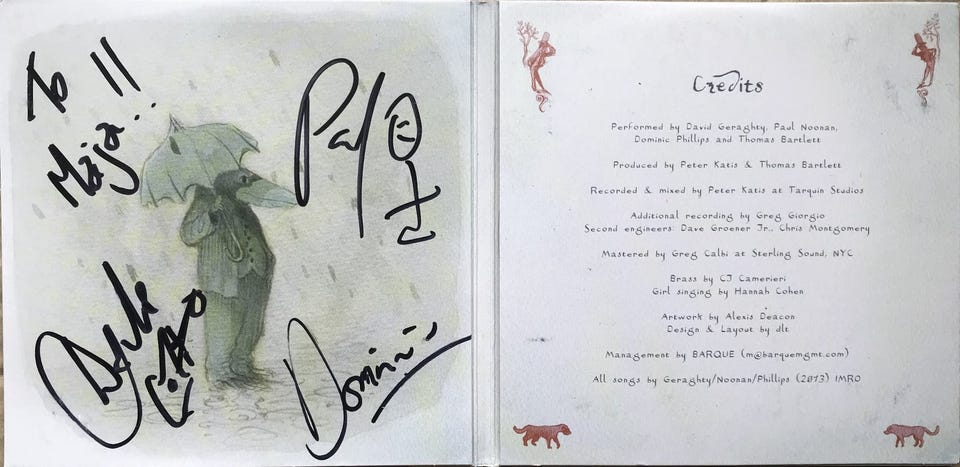 To
Maija!!
Paul
Dave
Dominic
Credits
Performed by David Geraghty, Paul Noonan,
Dominic Phillips and Thomas Bartlett
Produced by Peter Katis & Thomas Bartlett
Recorded & mixed by Peter Katis at Tarquin Studios
Additional recording by Greg Giorgio
Second engineers: Dave Groener Jr., Chris Montgomery
Mastered by Greg Calbi at Sterling Sound, NYC
Brass by CJ Camerieri
Girl singing by Hannah Cohen
Artwork by Alexis Deacon
Design & Layout by dlt
Management by BARQUE (m@barquemgmt.com)
All songs by Geraghty/Noonan/Phillips (2013) IMRO